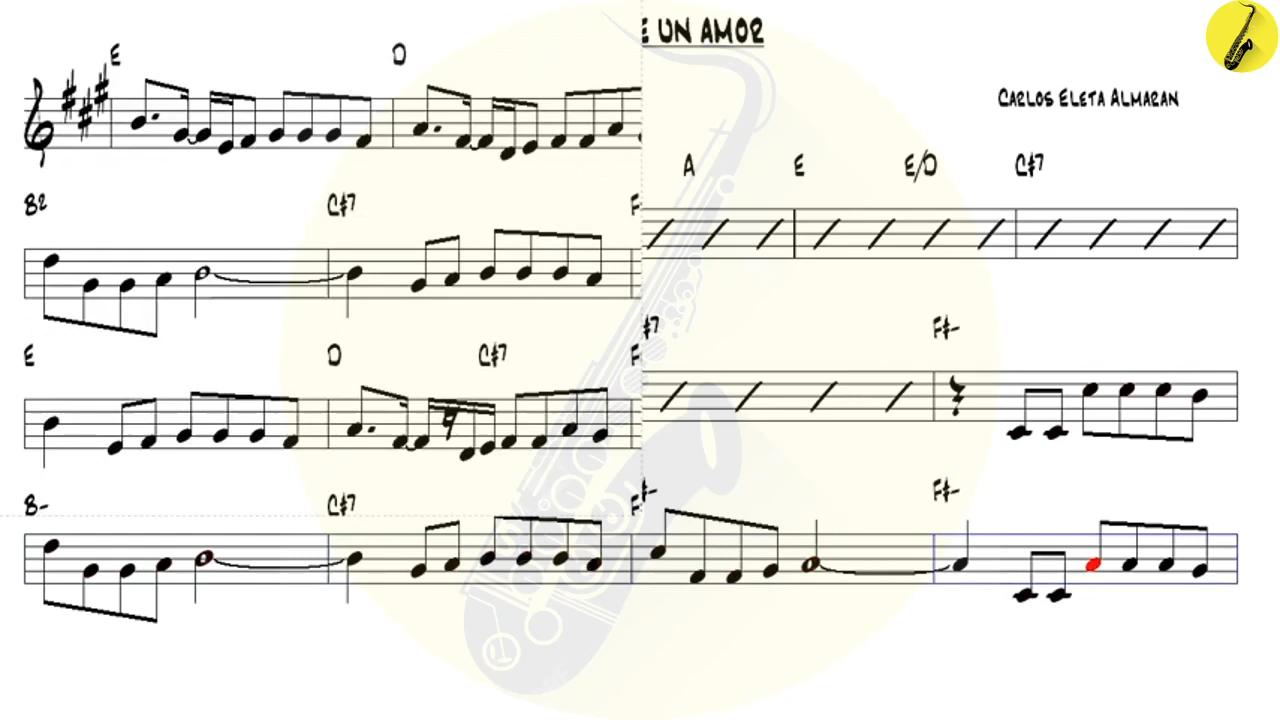 E UN AMOR
CARLOS ELETA ALMARAN
E D
A E E/D C#7
B2 C#7 F
#7 F#-
E D C#7 F
B- C#7 F
#- F#-